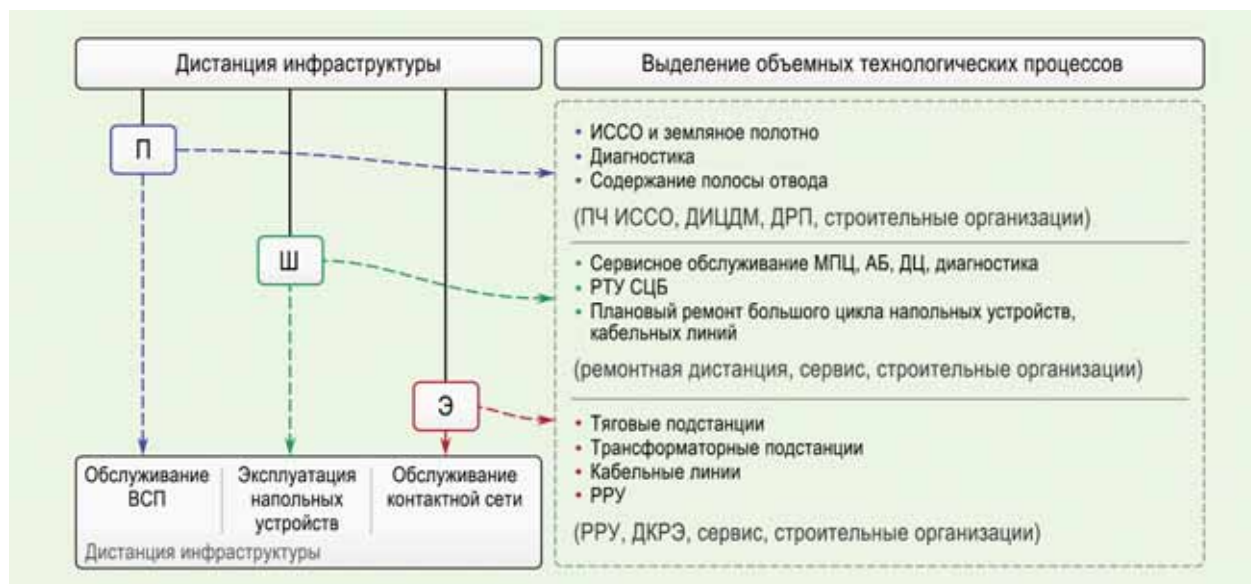 Дистанция инфраструктуры
Выделение объемных технологических процессов
П
• ИССО и земляное полотно
• Диагностика
• Содержание полосы отвода
(ПЧ ИССО, ДИЦДМ, ДРП, строительные организации)
Ш
• Сервисное обслуживание МПЦ, АБ, ДЦ, диагностика
• РТУ СЦБ
• Плановый ремонт большого цикла напольных устройств,
кабельных линий
(ремонтная дистанция, сервис, строительные организации)
Э
• Тяговые подстанции
• Трансформаторные подстанции
• Кабельные линии
• РРУ
(РРУ, ДКРЭ, сервис, строительные организации)
Обслуживание
ВСП
Эксплуатация
напольных
устройств
Обслуживание
контактной сети
Дистанция инфраструктуры